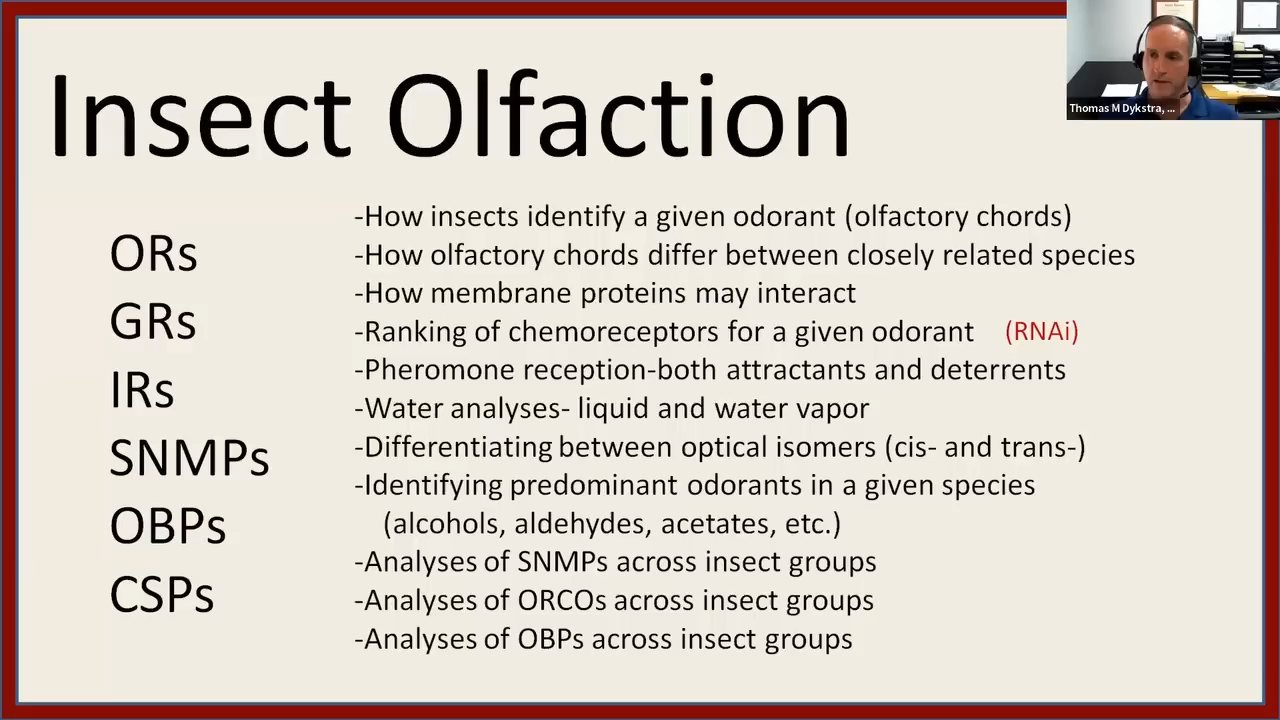 Insect Olfaction
Thomas M Dykstra, ...
ORs
GRs
IRs
SNMPs
OBPs
CSPs
-How insects identify a given odorant (olfactory chords)
-How olfactory chords differ between closely related species
-How membrane proteins may interact
-Ranking of chemoreceptors for a given odorant (RNAi)
-Pheromone reception-both attractants and deterrents
-Water analyses- liquid and water vapor
-Differentiating between optical isomers (cis- and trans-)
-Identifying predominant odorants in a given species
(alcohols, aldehydes, acetates, etc.)
-Analyses of SNMPs across insect groups
-Analyses of ORCOs across insect groups
-Analyses of OBPs across insect groups